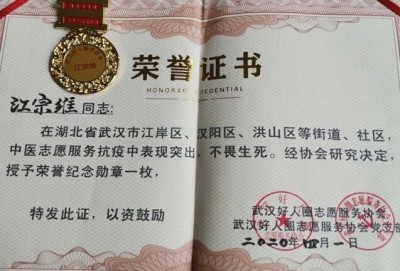 江宗维
荣誉证书
HONORARY CREDENTIAL
江宗维同志:
在湖北省武汉市江岸区、汉阳区、洪山区等街道、社区，
中医志愿服务抗疫中表现突出，不畏生死。经协会研究决定，
授予荣誉纪念勋章一枚，
特发此证，以资鼓励
武汉好人圈志愿服务协会
武汉好人圈志愿服务协会党支部
二〇二〇年四月一日